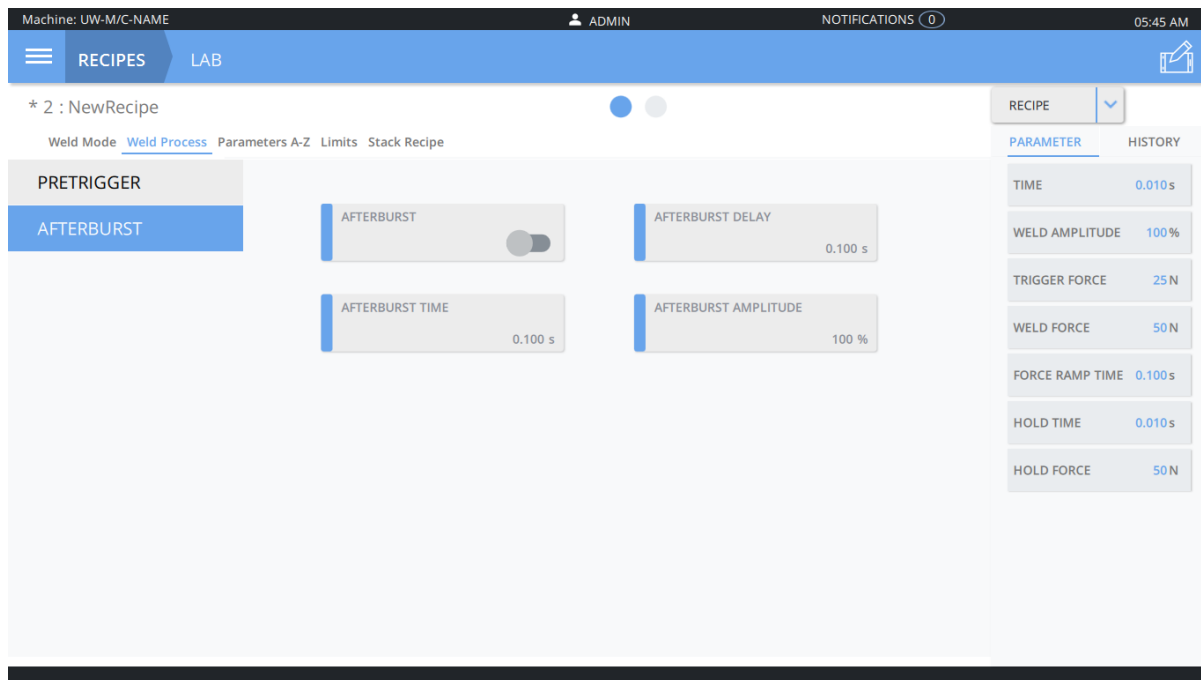 Machine: UW-M/C-NAME ADMIN NOTIFICATIONS 0 05:45 AM
RECIPES LAB
* 2 : NewRecipe
RECIPE
Weld Mode Weld Process Parameters A-Z Limits Stack Recipe
PARAMETER HISTORY
PRETRIGGER
AFTERBURST
AFTERBURST
AFTERBURST DELAY
0.100 s
AFTERBURST TIME
0.100 s
AFTERBURST AMPLITUDE
100 %
TIME 0.010 s
WELD AMPLITUDE 100 %
TRIGGER FORCE 25 N
WELD FORCE 50 N
FORCE RAMP TIME 0.100 s
HOLD TIME 0.010 s
HOLD FORCE 50 N